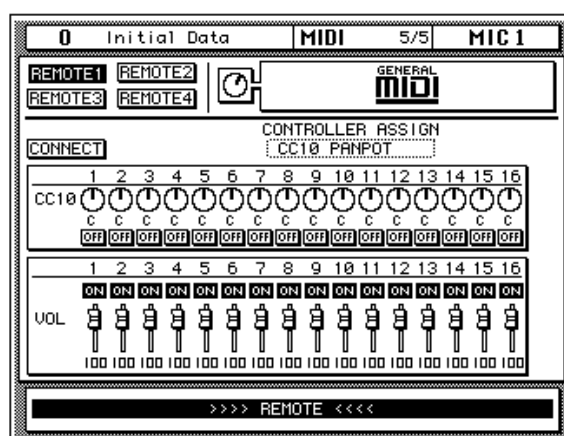 0 Initial Data MIDI 5/5 MIC 1
REMOTE1 REMOTE2 GENERAL MIDI
REMOTE3 REMOTE4
CONTROLLER ASSIGN
CONNECT CC10 PANPOT
1 2 3 4 5 6 7 8 9 10 11 12 13 14 15 16
CC10
C C C C C C C C C C C C C C C C
OFF OFF OFF OFF OFF OFF OFF OFF OFF OFF OFF OFF OFF OFF OFF OFF
1 2 3 4 5 6 7 8 9 10 11 12 13 14 15 16
ON ON ON ON ON ON ON ON ON ON ON ON ON ON ON ON
VOL
100 100 100 100 100 100 100 100 100 100 100 100 100 100 100 100
>>>> REMOTE <<<<